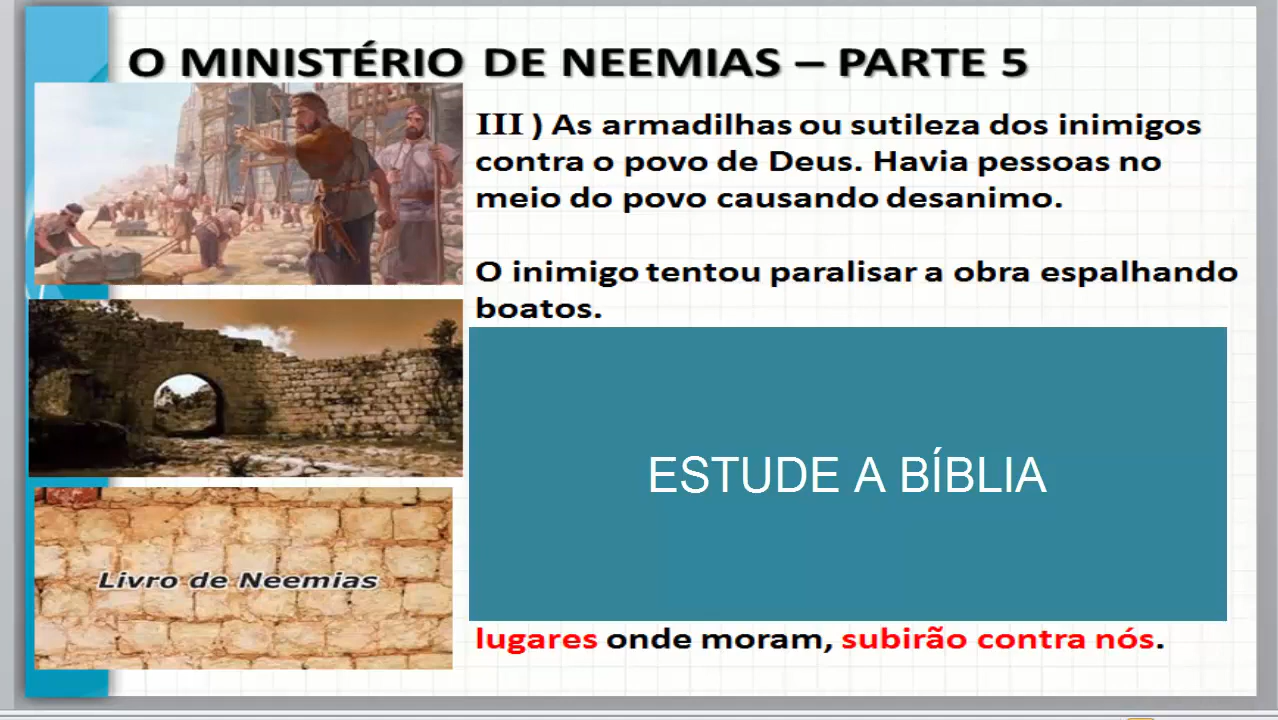 O MINISTÉRIO DE NEEMIAS – PARTE 5
III ) As armadilhas ou sutileza dos inimigos
contra o povo de Deus. Havia pessoas no
meio do povo causando desanimo.
O inimigo tentou paralisar a obra espalhando
boatos.
ESTUDE A BÍBLIA
Livro de Neemias
lugares onde moram, subirão contra nós.